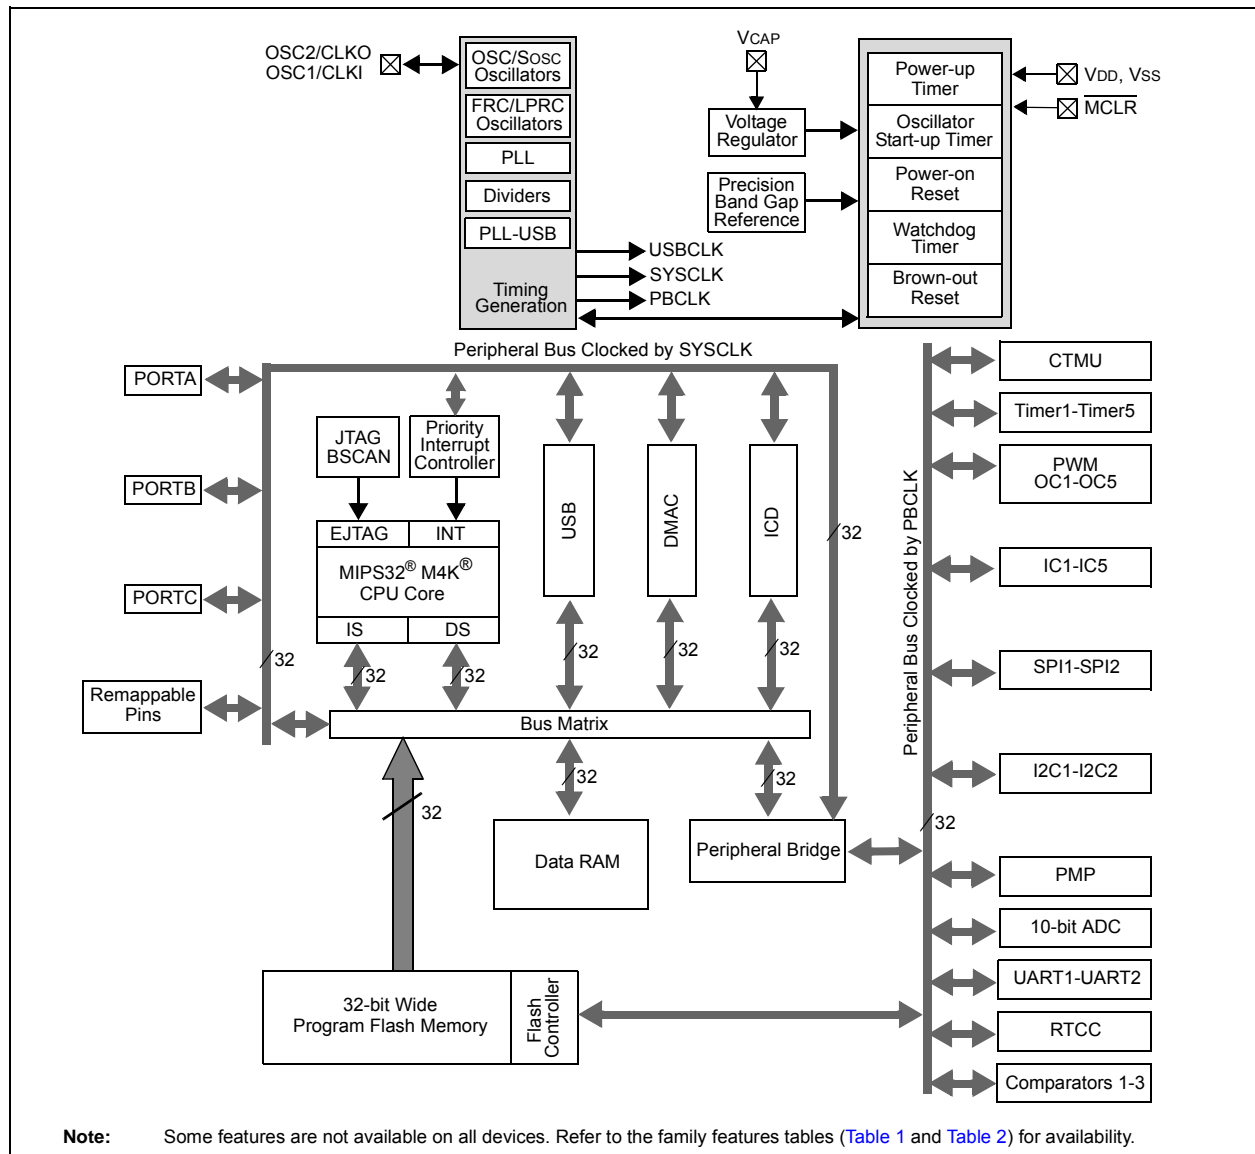 OSC2/CLKO
OSC1/CLKI
OSC/SOSC
Oscillators
FRC/LPRC
Oscillators
PLL
Dividers
PLL-USB
Timing
Generation
USBCLK
SYSCLK
PBCLK
VCAP
Voltage
Regulator
Precision
Band Gap
Reference
Power-up
Timer
Oscillator
Start-up Timer
Power-on
Reset
Watchdog
Timer
Brown-out
Reset
VDD, VSS
MCLR
Peripheral Bus Clocked by SYSCLK
PORTA
PORTB
PORTC
Remappable
Pins
32
JTAG
BSCAN
Priority
Interrupt
Controller
EJTAG
INT
MIPS32® M4K®
CPU Core
IS
DS
32
32
USB
32
DMAC
32
ICD
32
32
Bus Matrix
32
32
32
Data RAM
Peripheral Bridge
32-bit Wide
Program Flash Memory
Flash
Controller
Peripheral Bus Clocked by PBCLK
32
CTMU
Timer1-Timer5
PWM
OC1-OC5
IC1-IC5
SPI1-SPI2
I2C1-I2C2
PMP
10-bit ADC
UART1-UART2
RTCC
Comparators 1-3
Note: Some features are not available on all devices. Refer to the family features tables (Table 1 and Table 2) for availability.